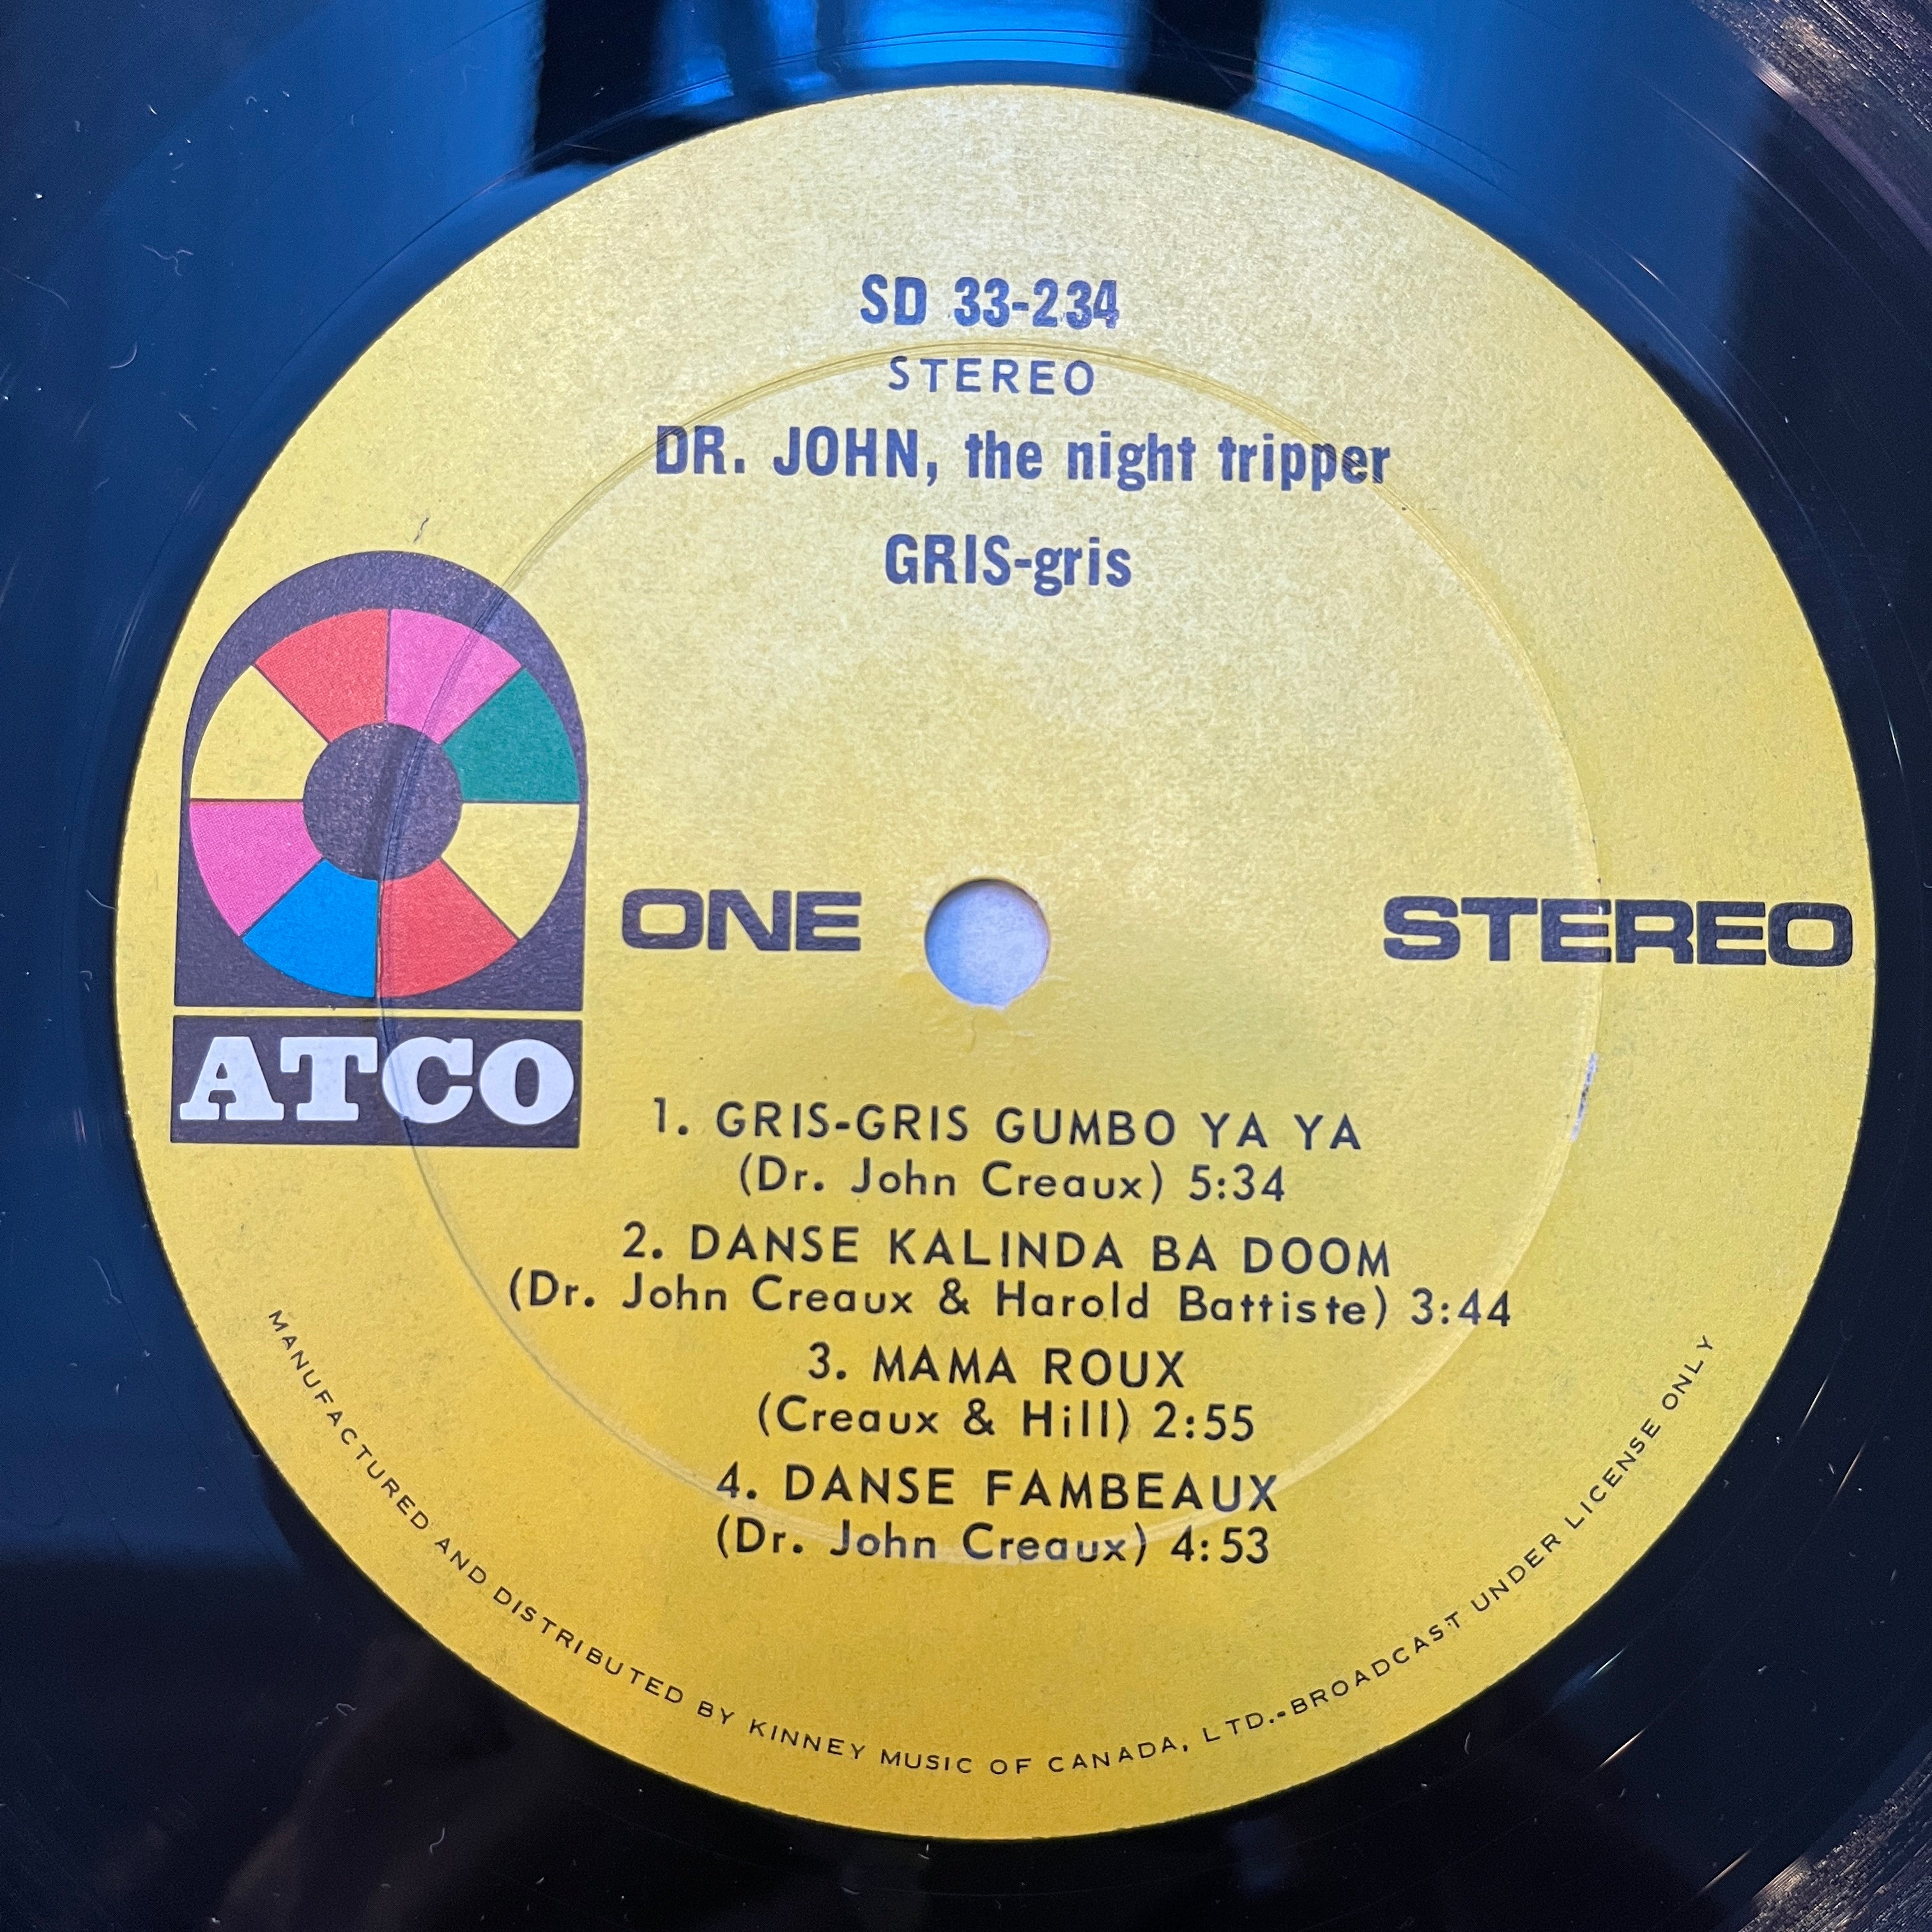 SD 33-234
STEREO
DR. JOHN, the night tripper
GRIS-gris
ATCO
ONE
STEREO
1. GRIS-GRIS GUMBO YA YA
(Dr. John Creaux) 5:34
2. DANSE KALINDA BA DOOM
(Dr. John Creaux & Harold Battiste) 3:44
3. MAMA ROUX
(Creaux & Hill) 2:55
4. DANSE FAMBEAUX
(Dr. John Creaux) 4:53
MANUFACTURED AND DISTRIBUTED BY KINNEY MUSIC OF CANADA, LTD.-BROADCAST UNDER LICENSE ONLY